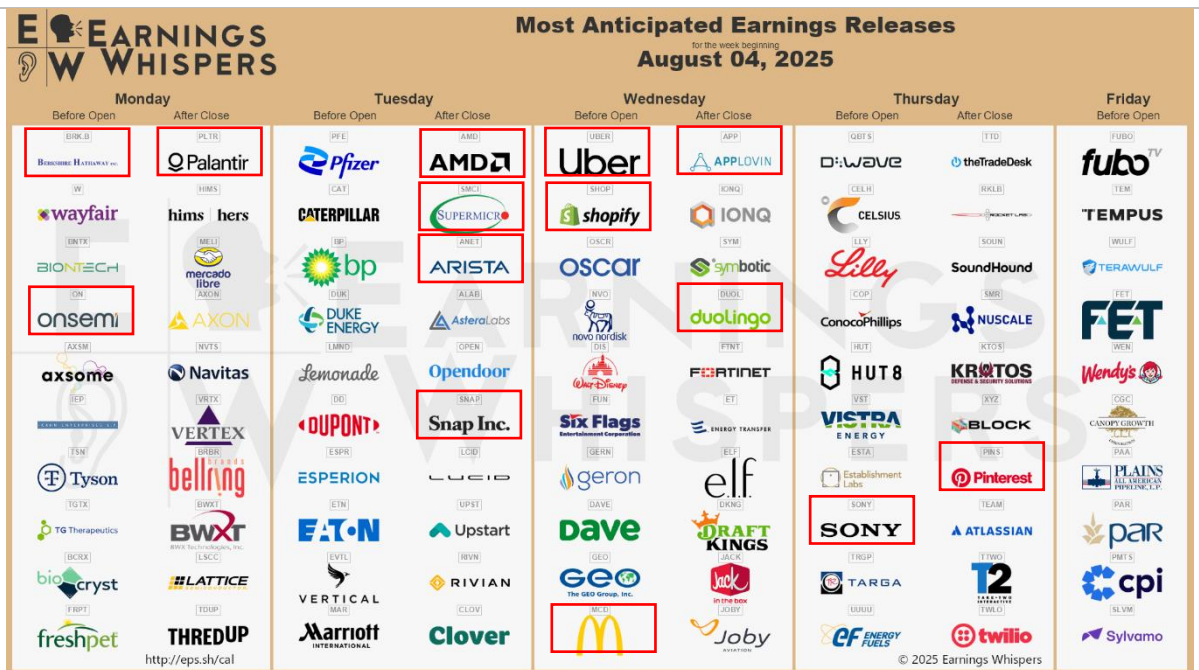 E EARNINGS
W WHISPERS
Most Anticipated Earnings Releases
for the week beginning
August 04, 2025
Monday
Before Open
After Close
Tuesday
Before Open
After Close
Wednesday
Before Open
After Close
Thursday
Before Open
After Close
Friday
Before Open
BRK.B
BERKSHIRE HATHAWAY INC.
W
wayfair
BNTX
BIONTECH
ON
onsemi
AXSM
axsome
IEP
TSN
Tyson
TGTX
TG Therapeutics
BCRX
biocryst
FRPT
freshpet
http://eps.sh/cal
PLTR
Palantir
HIMS
hims hers
MELI
mercado
libre
AXON
AXON
NVTS
Navitas
VRTX
VERTEX
BRBR
bellring
brands
BWXT
BWXT
BWX Technologies, Inc.
LSCC
LATTICE
SEMICONDUCTOR
TDUP
THREDUP
PFE
Pfizer
CAT
CATERPILLAR
BP
bp
DUK
DUKE
ENERGY
LMND
Lemonade
DD
DUPONT
ESPR
ESPERION
ETN
EATON
EVTL
VERTICAL
MAR
Marriott
INTERNATIONAL
AMD
AMD
SMCI
SUPERMICRO
ANET
ARISTA
ALAB
AsteraLabs
OPEN
Opendoor
SNAP
Snap Inc.
LCID
LUCID
UPST
Upstart
RIVN
RIVIAN
CLOV
Clover
UBER
Uber
SHOP
shopify
OSCR
oscar
NVO
novo nordisk
DIS
WALT DISNEY
FUN
Six Flags
Entertainment Corporation
GERN
geron
DAVE
Dave
GEO
GEO
The GEO Group, Inc.
MCD
APP
APPLOVIN
IONQ
IONQ
SYM
symbotic
DUOL
duolingo
FTNT
FORTINET
ET
ENERGY TRANSFER
ELF
e.l.f.
DKNG
DRAFT
KINGS
JACK
Jack
in the box
JOBY
Joby
AVIATION
QBTS
D:WAVE
CELH
CELSIUS
LLY
Lilly
COP
ConocoPhillips
HUT
HUT 8
VST
VISTRA
ENERGY
ESTA
Establishment
Labs
SONY
SONY
TRGP
TARGA
UUUU
EF ENERGY
FUELS
TTD
theTradeDesk
RKLB
ROCKET LAB
SOUN
SoundHound
SMR
NUSCALE
KTOS
KRATOS
DEFENSE & SECURITY SOLUTIONS
XYZ
BLOCK
PINS
Pinterest
TEAM
ATLASSIAN
TTWO
T2
TAKE-TWO
INTERACTIVE
TWLO
twilio
FUBO
fuboTV
TEM
TEMPUS
WULF
TERAWULF
FET
FET
WEN
Wendy's
CGC
CANOPY GROWTH
CORPORATION
PAA
PLAINS
ALL AMERICAN
PIPELINE, L.P.
PAR
par
PMTS
cpi
SLVM
Sylvamo
© 2025 Earnings Whispers
EARNINGS
WHISPERS